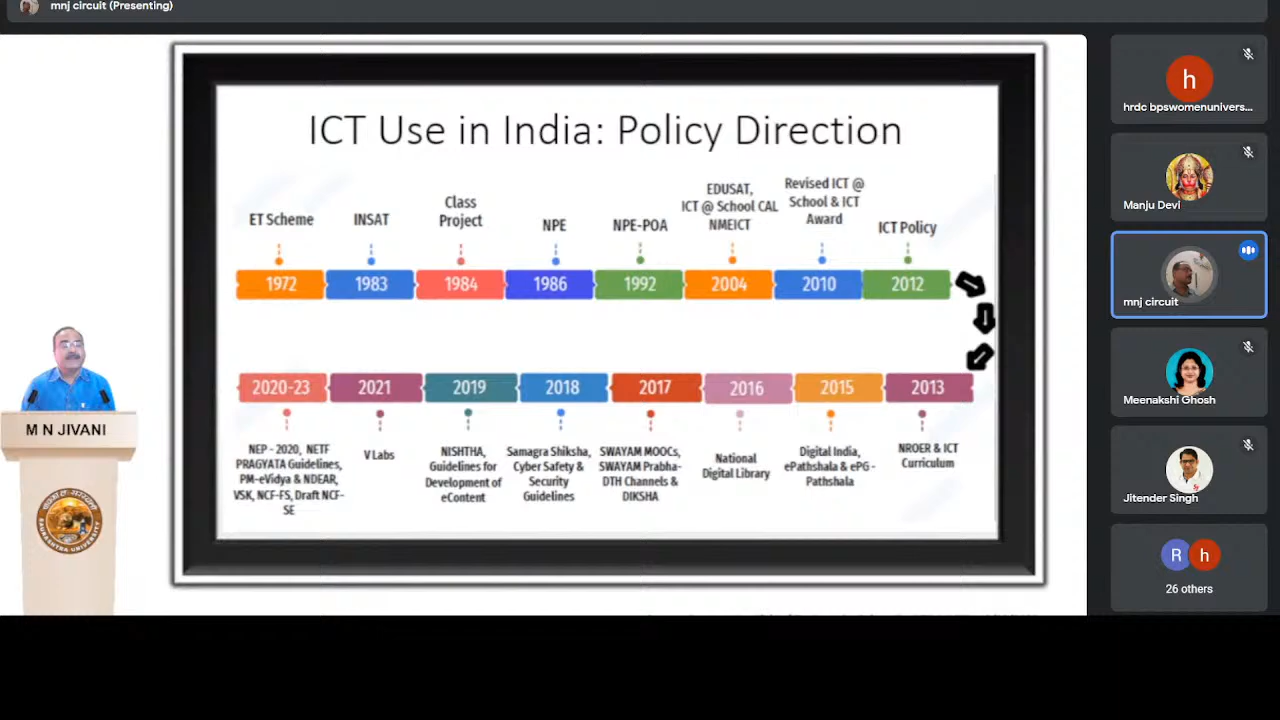 mnj circuit (Presenting)
ICT Use in India: Policy Direction
ET Scheme
INSAT
Class
Project
NPE
NPE-POA
EDUSAT,
ICT @ School CAL
NMEICT
Revised ICT @
School & ICT
Award
ICT Policy
1972
1983
1984
1986
1992
2004
2010
2012
2020-23
2021
2019
2018
2017
2016
2015
2013
NEP - 2020, NETF
PRAGYATA Guidelines,
PM-eVidya & NDEAR,
VSK, NCF-FS, Draft NCF-
SE
V Labs
NISHTHA,
Guidelines for
Development of
eContent
Samagra Shiksha,
Cyber Safety &
Security
Guidelines
SWAYAM MOOCs,
SWAYAM Prabha-
DTH Channels &
DIKSHA
National
Digital Library
Digital India,
ePathshala & ePG -
Pathshala
NROER & ICT
Curriculum
M N JIVANI
SAURASHTRA UNIVERSITY
h
hrdc bpswomenunivers...
Manju Devi
mnj circuit
Meenakshi Ghosh
Jitender Singh
R h
26 others